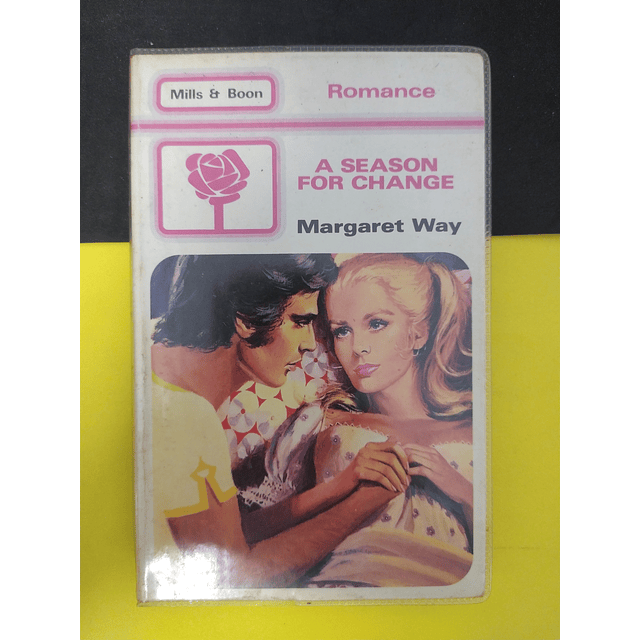 Mills & Boon
Romance
A SEASON
FOR CHANGE
Margaret Way